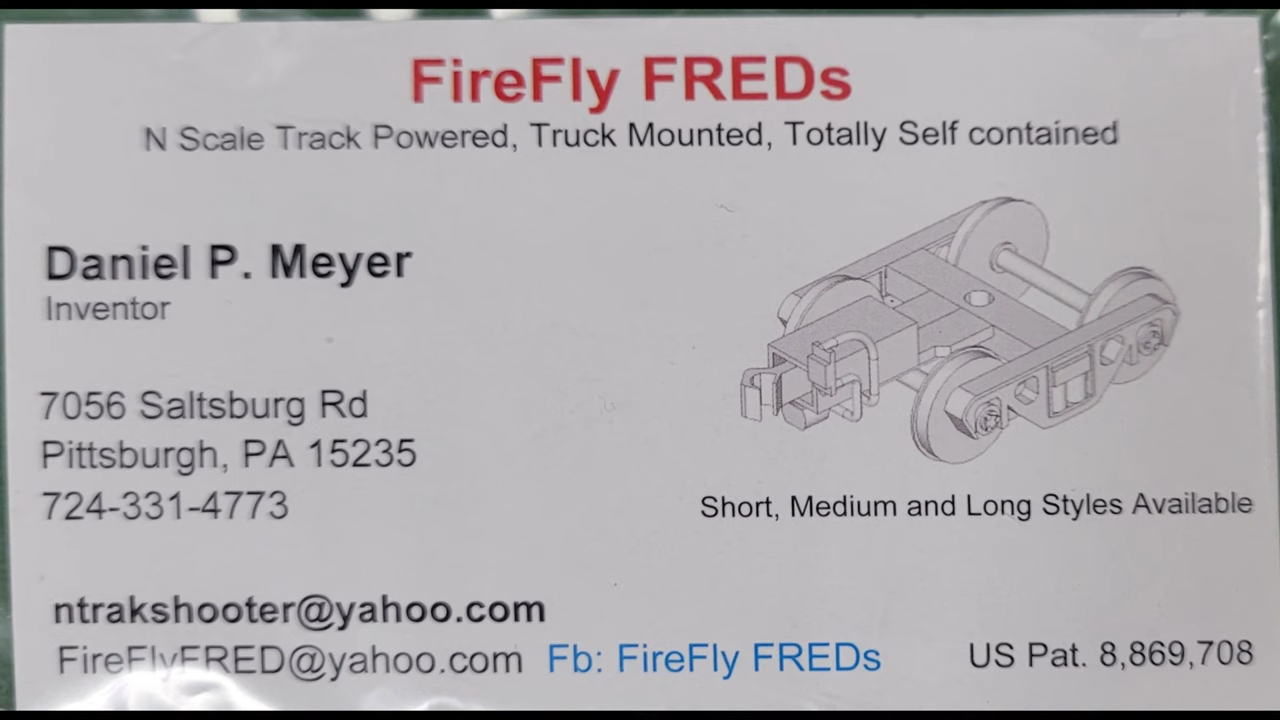 FireFly FREDs
N Scale Track Powered, Truck Mounted, Totally Self contained
Daniel P. Meyer
Inventor
7056 Saltsburg Rd
Pittsburgh, PA 15235
724-331-4773
Short, Medium and Long Styles Available
ntrakshooter@yahoo.com
FireFlyFRED@yahoo.com Fb: FireFly FREDs US Pat. 8,869,708